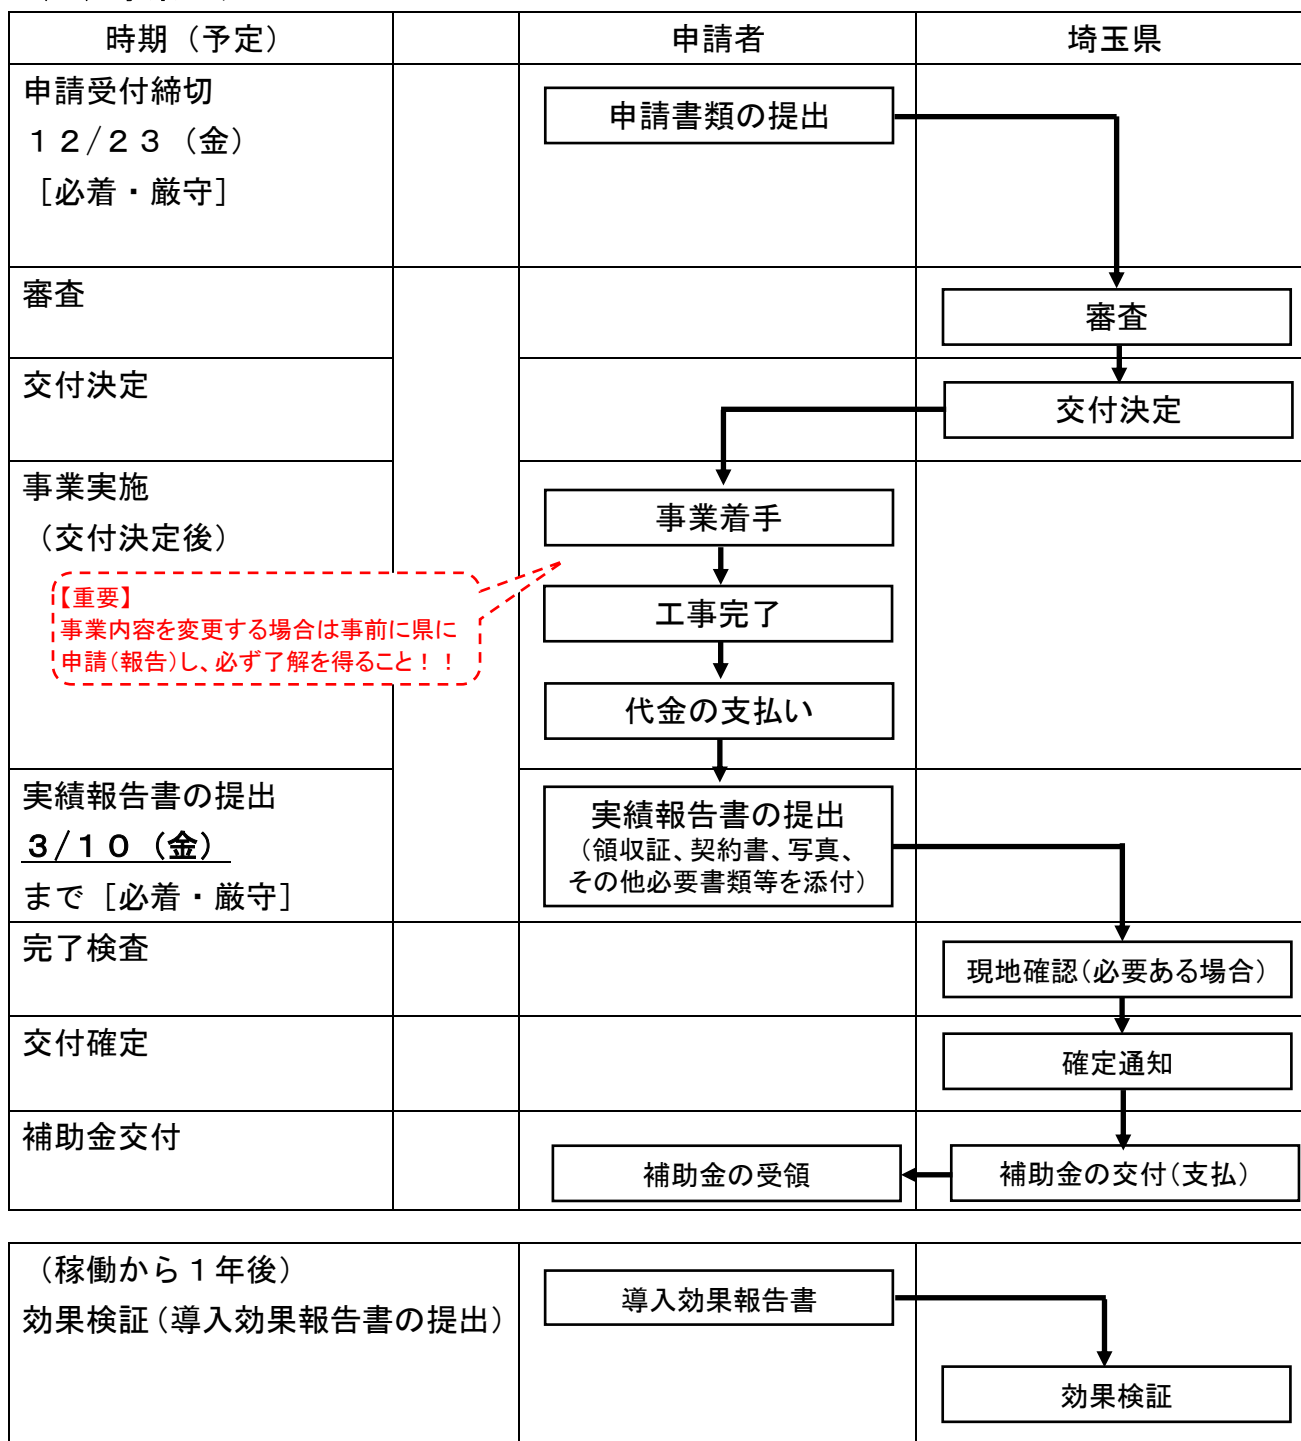 時期（予定）
申請者
埼玉県
申請受付締切
１２/２３（金）
［必着・厳守］
申請書類の提出
審査
審査
交付決定
交付決定
事業実施
（交付決定後）
事業着手
【重要】
事業内容を変更する場合は事前に県に
申請（報告）し、必ず了解を得ること！！
工事完了
代金の支払い
実績報告書の提出
３/１０（金）
まで［必着・厳守］
実績報告書の提出
（領収証、契約書、写真、
その他必要書類等を添付）
完了検査
現地確認（必要ある場合）
交付確定
確定通知
補助金交付
補助金の受領
補助金の交付（支払）
（稼働から１年後）
効果検証（導入効果報告書の提出）
導入効果報告書
効果検証